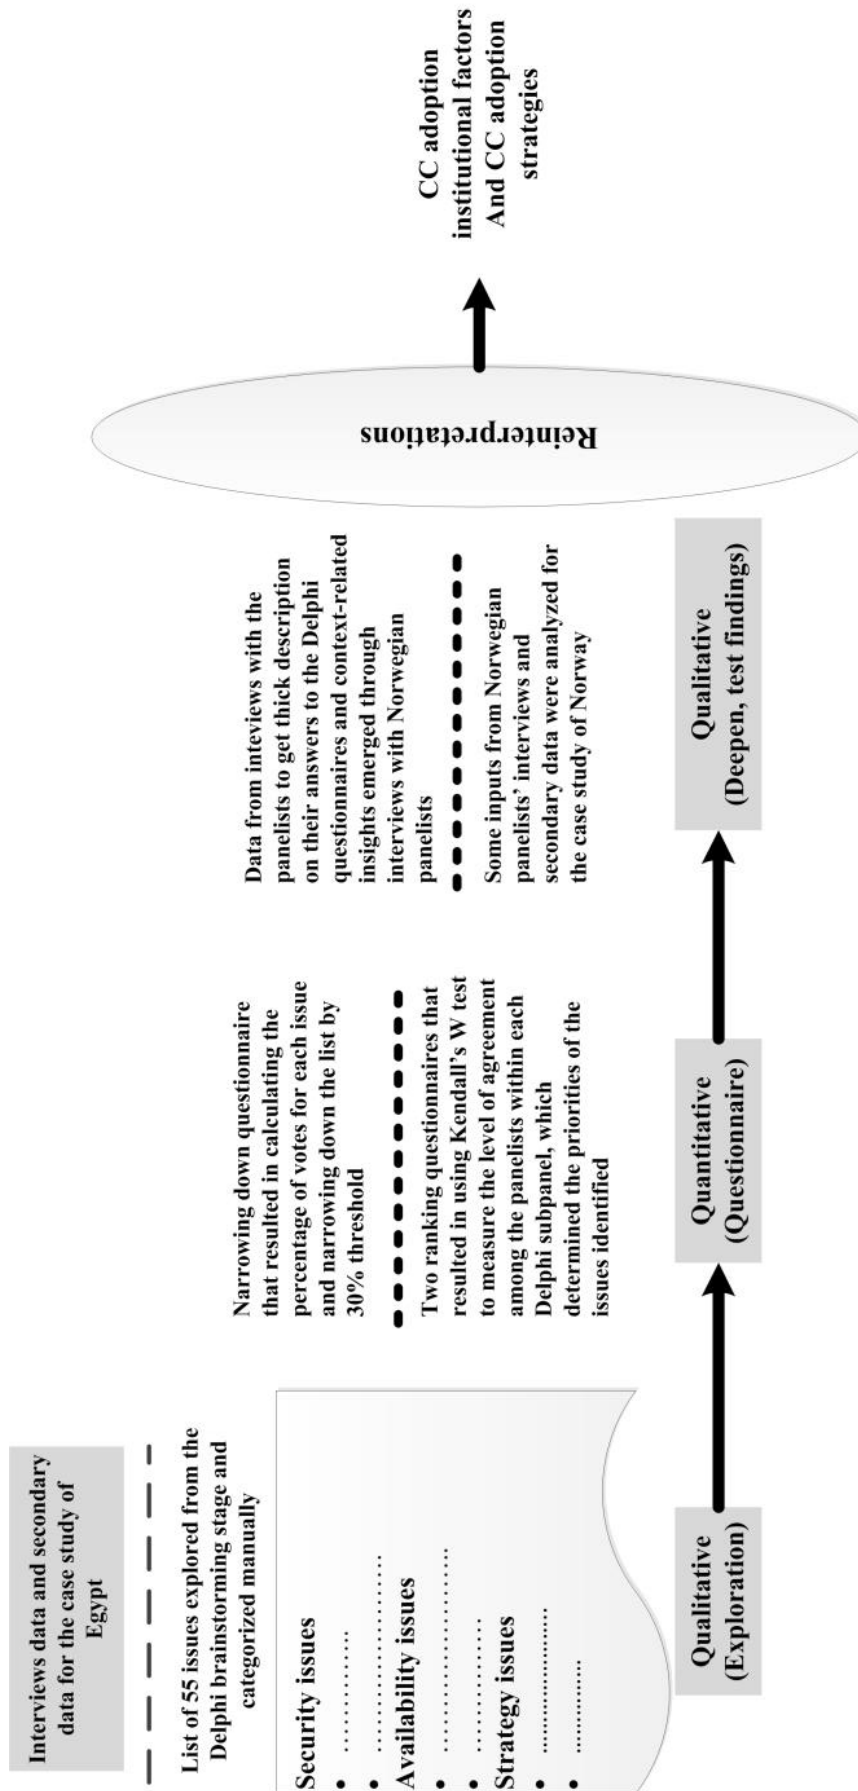 Interviews data and secondary
data for the case study of
Egypt
List of 55 issues explored from the
Delphi brainstorming stage and
categorized manually
Security issues
• ……………
• …………………….
Availability issues
• ……………………
• ……………
Strategy issues
• .......................
• ..............
Qualitative
(Exploration)
Narrowing down questionnaire
that resulted in calculating the
percentage of votes for each issue
and narrowing down the list by
30% threshold
Two ranking questionnaires that
resulted in using Kendall’s W test
to measure the level of agreement
among the panelists within each
Delphi subpanel, which
determined the priorities of the
issues identified
Quantitative
(Questionnaire)
Data from inteviews with the
panelists to get thick description
on their answers to the Delphi
questionnaires and context-related
insights emerged through
interviews with Norwegian
panelists
Some inputs from Norwegian
panelists’ interviews and
secondary data were analyzed for
the case study of Norway
Qualitative
(Deepen, test findings)
Reinterpretations
CC adoption
institutional factors
And CC adoption
strategies